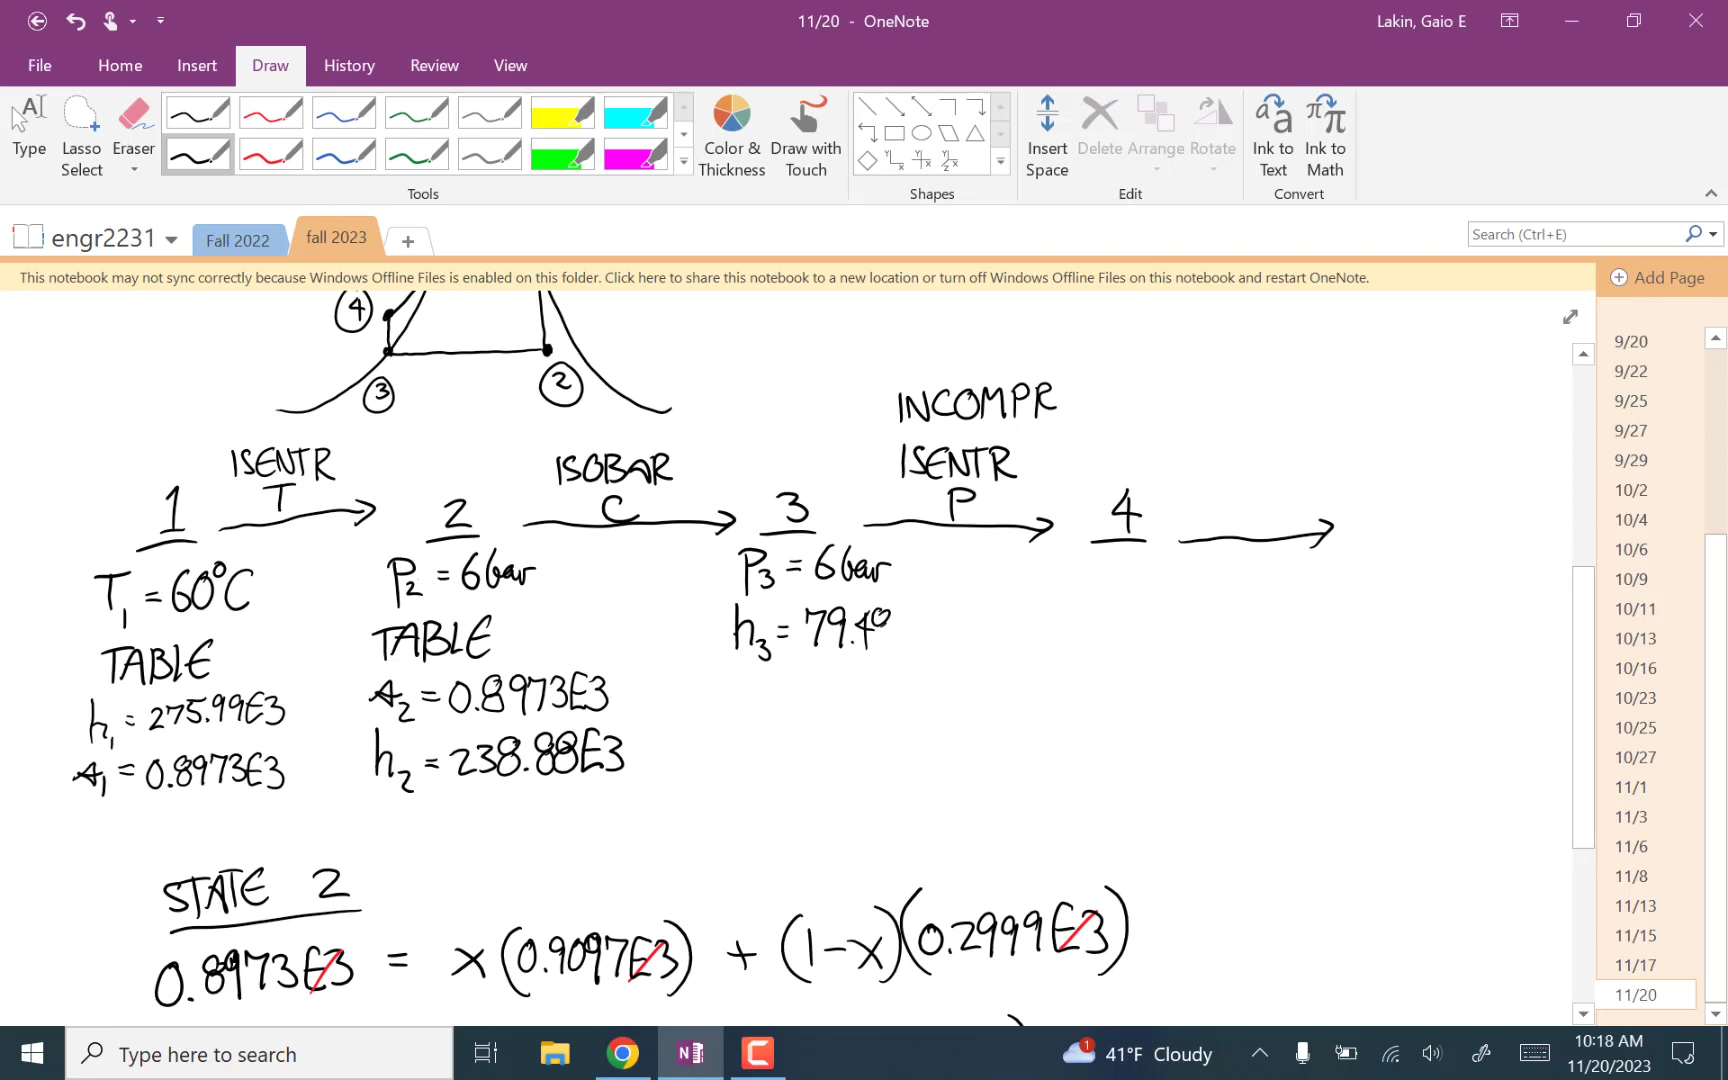 11/20 - OneNote
Lakin, Gaio E
File Home Insert Draw History Review View
Type
Lasso Select
Eraser
Color & Thickness
Draw with Touch
Insert Space
Delete
Arrange
Rotate
Ink to Text
Ink to Math
Tools
Shapes
Edit
Convert
engr2231
Fall 2022
fall 2023
Search (Ctrl+E)
This notebook may not sync correctly because Windows Offline Files is enabled on this folder. Click here to share this notebook to a new location or turn off Windows Offline Files on this notebook and restart OneNote.
Add Page
9/20
9/22
9/25
9/27
9/29
10/2
10/4
10/6
10/9
10/11
10/13
10/16
10/23
10/25
10/27
11/1
11/3
11/6
11/8
11/13
11/15
11/17
11/20
4
3
2
INCOMPR
ISENTR ISOBAR ISENTR
1 T 2 C 3 P 4
T₁ = 60°C
TABLE
h₁ = 275.99E3
s₁ = 0.8973E3
P₂ = 6bar
TABLE
s₂ = 0.8973E3
h₂ = 238.88E3
P₃ = 6bar
h₃ = 79.4
STATE 2
0.8973E3 = x(0.9097E3) + (1-x)(0.2999E3)
Type here to search
1
41°F Cloudy
10:18 AM
11/20/2023